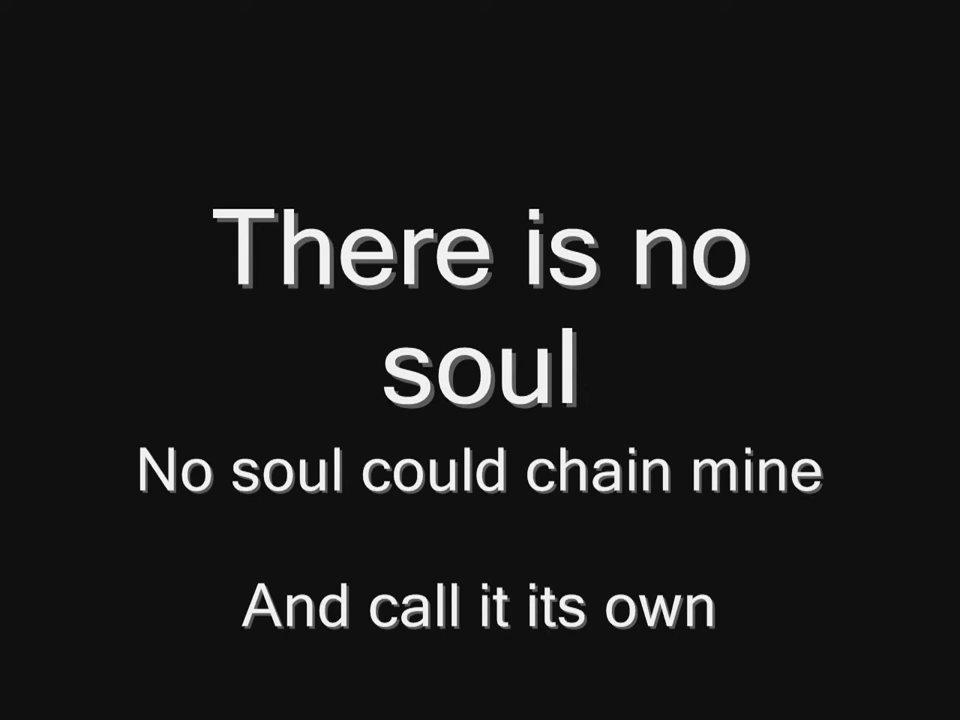 There is no
soul
No soul could chain mine
And call it its own